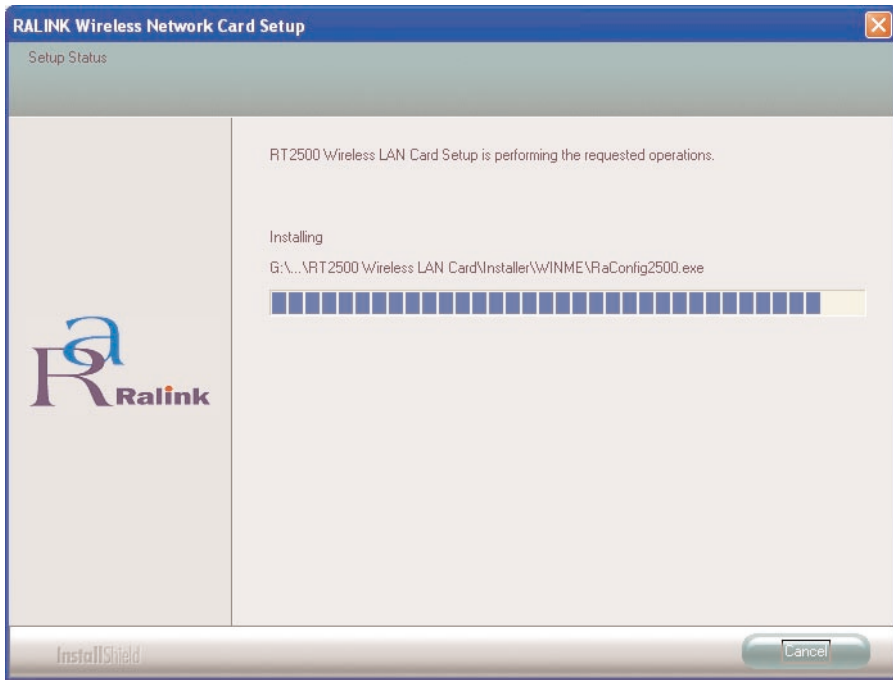 RALINK Wireless Network Card Setup
Setup Status
RT2500 Wireless LAN Card Setup is performing the requested operations.
Installing
G:\...\RT2500 Wireless LAN Card\Installer\WINME\RaConfig2500.exe
Ra
Ralink
InstallShield
Cancel